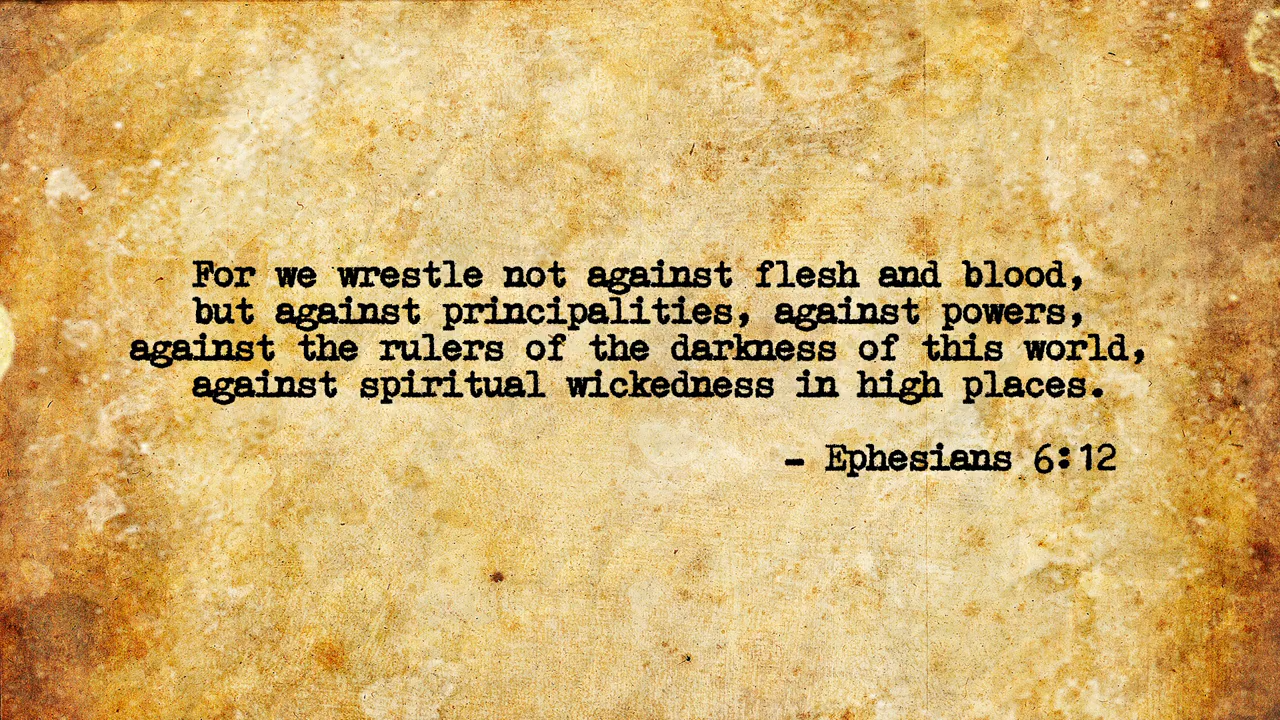 For we wrestle not against flesh and blood,
but against principalities, against powers,
against the rulers of the darkness of this world,
against spiritual wickedness in high places.
- Ephesians 6:12